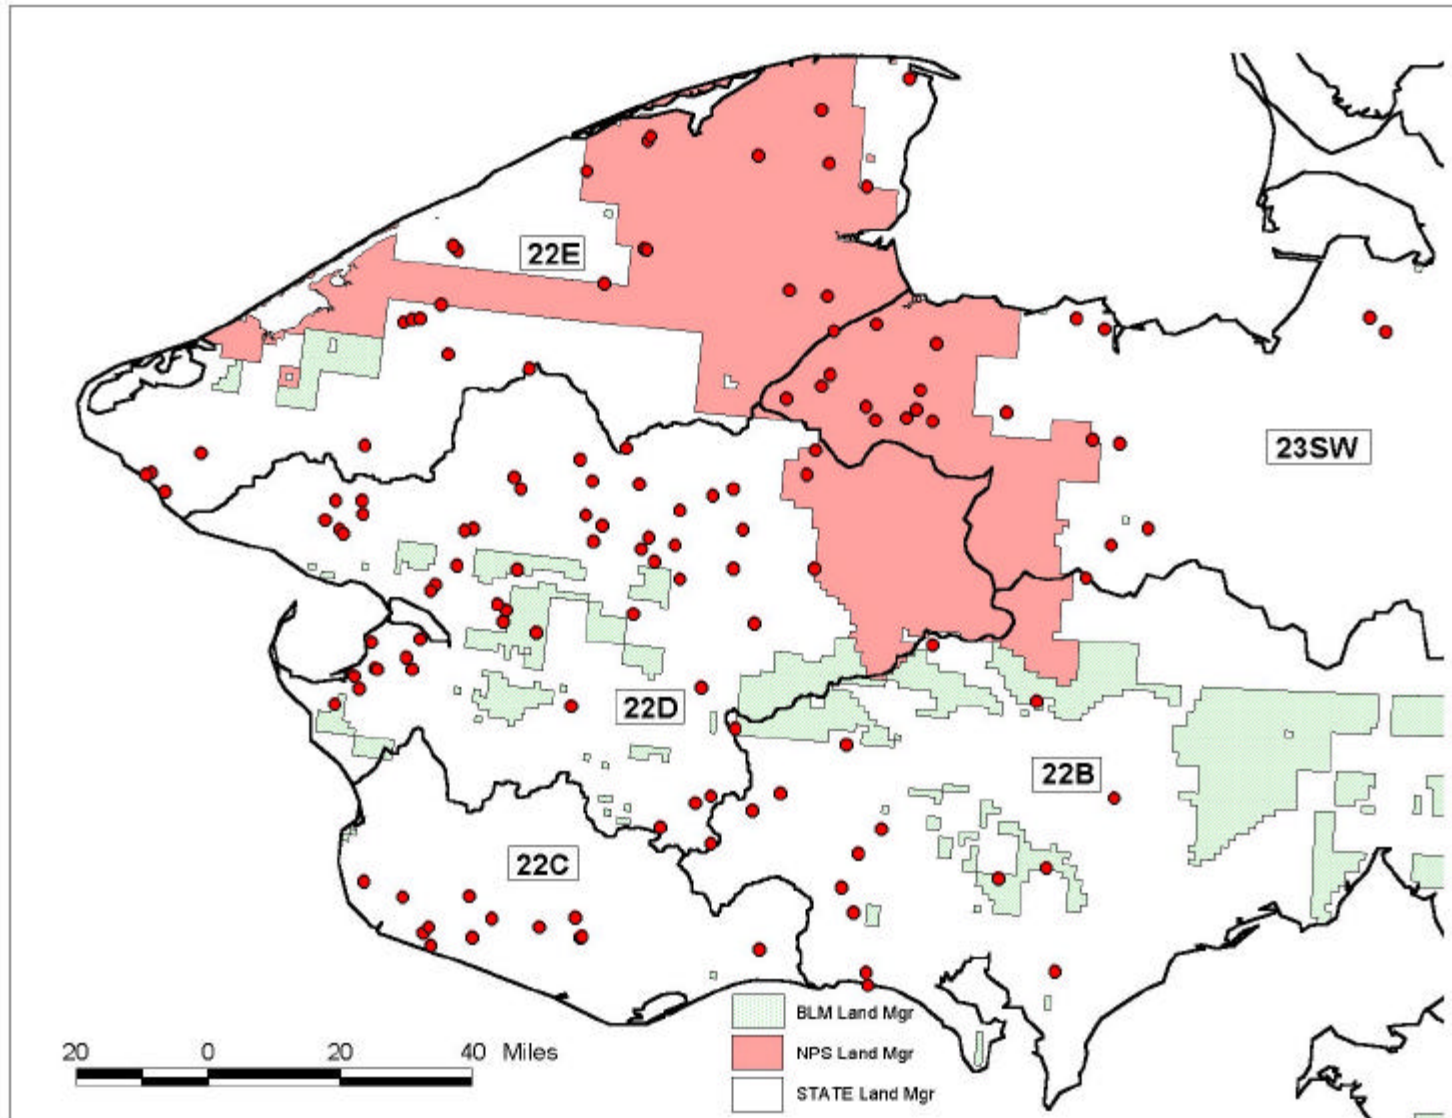 22E
23SW
22D
22B
22C
BLM Land Mgr
NPS Land Mgr
STATE Land Mgr
20 0 20 40 Miles